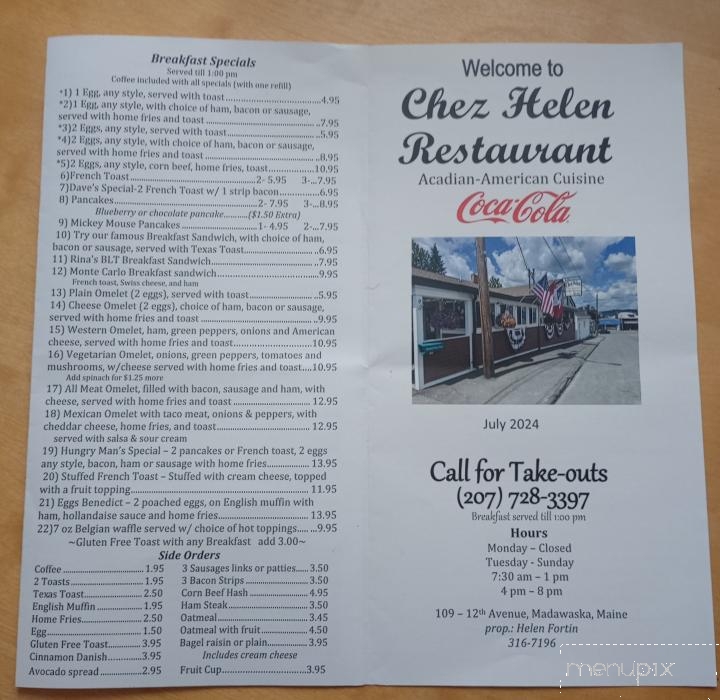 Breakfast Specials
Served till 1:00 pm
Coffee included with all specials (with one refill)
*1) 1 Egg, any style, served with toast....................4.95
*2)1 Egg, any style, with choice of ham, bacon or sausage,
served with home fries and toast ..................................7.95
*3)2 Eggs, any style, served with toast.........................5.95
*4)2 Eggs, any style, with choice of ham, bacon or sausage,
served with home fries and toast ..................................8.95
*5)2 Eggs, any style, corn beef, home fries, toast............10.95
6)French Toast..........................................2- 5.95 3-...7.95
7)Dave's Special-2 French Toast w/ 1 strip bacon............6.95
8) Pancakes..............................................2- 7.95 3-...8.95
Blueberry or chocolate pancake.........($1.50 Extra)
9) Mickey Mouse Pancakes .......................1- 4.95 2-...7.95
10) Try our famous Breakfast Sandwich, with choice of ham,
bacon or sausage, served with Texas Toast.....................6.95
11) Rina's BLT Breakfast Sandwich................................7.95
12) Monte Carlo Breakfast sandwich..............................9.95
French toast, Swiss cheese, and ham
13) Plain Omelet (2 eggs), served with toast...................5.95
14) Cheese Omelet (2 eggs), choice of ham, bacon or sausage,
served with home fries and toast ..................................9.95
15) Western Omelet, ham, green peppers, onions and American
cheese, served with home fries and toast.......................10.95
16) Vegetarian Omelet, onions, green peppers, tomatoes and
mushrooms, w/cheese served with home fries and toast....10.95
Add spinach for $1.25 more
17) All Meat Omelet, filled with bacon, sausage and ham, with
cheese, served with home fries and toast ...................... 12.95
18) Mexican Omelet with taco meat, onions & peppers, with
cheddar cheese, home fries, and toast............................ 12.95
served with salsa & sour cream
19) Hungry Man's Special – 2 pancakes or French toast, 2 eggs
any style, bacon, ham or sausage with home fries............. 13.95
20) Stuffed French Toast – Stuffed with cream cheese, topped
with a fruit topping.................................................... 11.95
21) Eggs Benedict – 2 poached eggs, on English muffin with
ham, hollandaise sauce and home fries........................... 13.95
22)7 oz Belgian waffle served w/ choice of hot toppings..... ...9.95
~Gluten Free Toast with any Breakfast add 3.00~
Side Orders
Coffee ............................ 1.95
2 Toasts........................... 1.95
Texas Toast...................... 2.50
English Muffin .................. 1.95
Home Fries....................... 2.50
Egg................................. 1.50
Gluten Free Toast............. 3.95
Cinnamon Danish.............3.95
Avocado spread................2.95
3 Sausages links or patties..... 3.50
3 Bacon Strips ..................... 3.50
Corn Beef Hash .................... 4.95
Ham Steak........................... 3.50
Oatmeal.............................. 3.45
Oatmeal with fruit................ 4.50
Bagel raisin or plain............. 3.95
Includes cream cheese
Fruit Cup............................3.95
Welcome to
Chez Helen
Restaurant
Acadian-American Cuisine
Coca-Cola
July 2024
Call for Take-outs
(207) 728-3397
Breakfast served till 1:00 pm
Hours
Monday – Closed
Tuesday - Sunday
7:30 am – 1 pm
4 pm – 8 pm
109 – 12th Avenue, Madawaska, Maine
prop.: Helen Fortin
316-7196
menupix